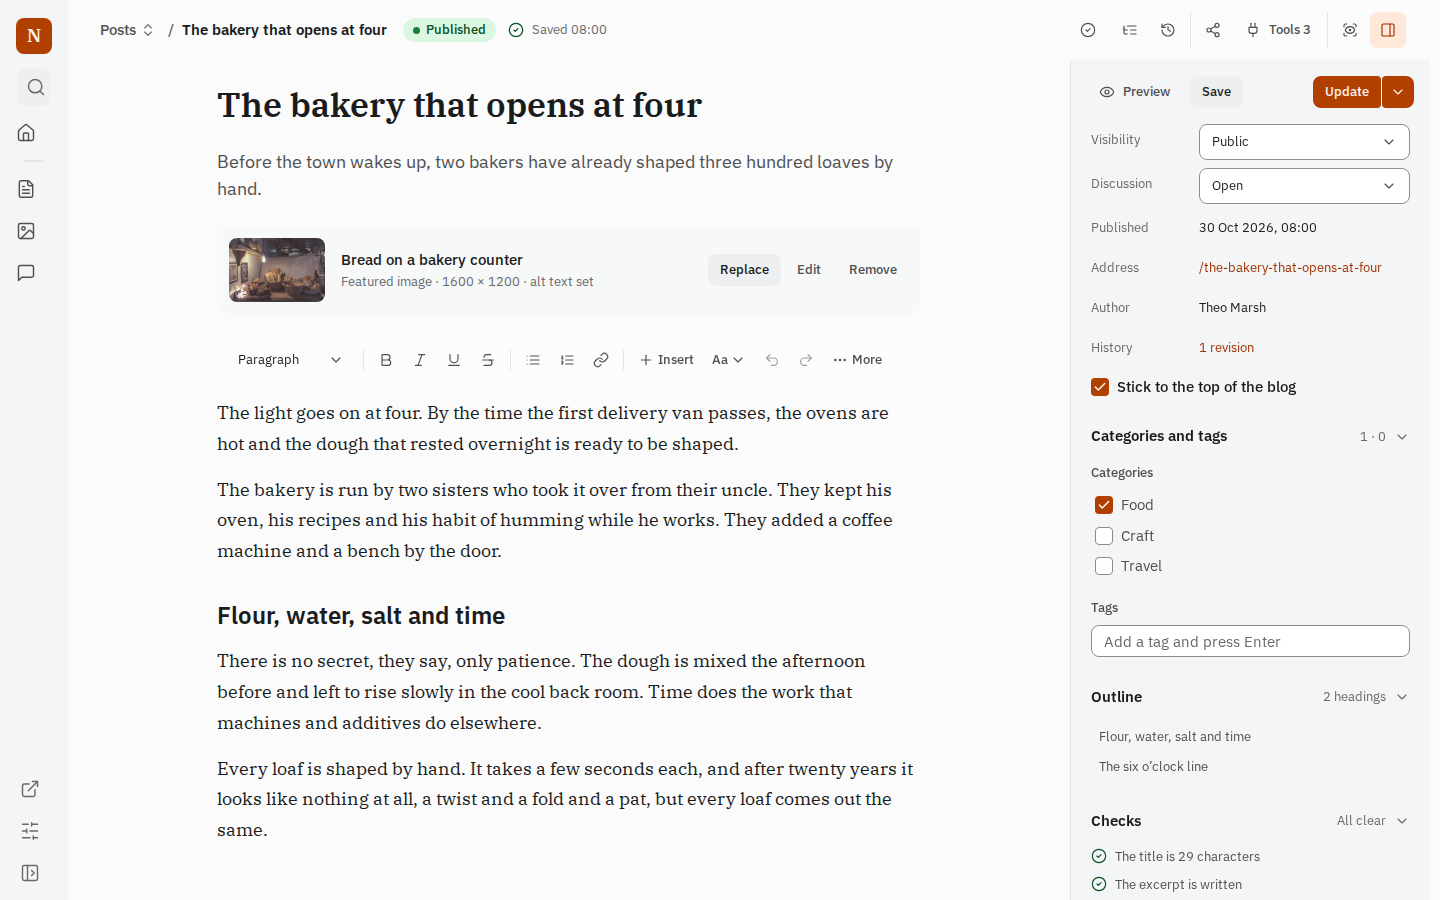 N
Posts / The bakery that opens at four Published Saved 08:00
Tools 3
The bakery that opens at four
Before the town wakes up, two bakers have already shaped three hundred loaves by
hand.
Bread on a bakery counter
Featured image · 1600 × 1200 · alt text set
Replace Edit Remove
Paragraph B I U S Insert Aa More
The light goes on at four. By the time the first delivery van passes, the ovens are
hot and the dough that rested overnight is ready to be shaped.
The bakery is run by two sisters who took it over from their uncle. They kept his
oven, his recipes and his habit of humming while he works. They added a coffee
machine and a bench by the door.
Flour, water, salt and time
There is no secret, they say, only patience. The dough is mixed the afternoon
before and left to rise slowly in the cool back room. Time does the work that
machines and additives do elsewhere.
Every loaf is shaped by hand. It takes a few seconds each, and after twenty years it
looks like nothing at all, a twist and a fold and a pat, but every loaf comes out the
same.
Preview Save Update
Visibility Public
Discussion Open
Published 30 Oct 2026, 08:00
Address /the-bakery-that-opens-at-four
Author Theo Marsh
History 1 revision
Stick to the top of the blog
Categories and tags 1 · 0
Categories
Food
Craft
Travel
Tags
Add a tag and press Enter
Outline 2 headings
Flour, water, salt and time
The six o’clock line
Checks All clear
The title is 29 characters
The excerpt is written